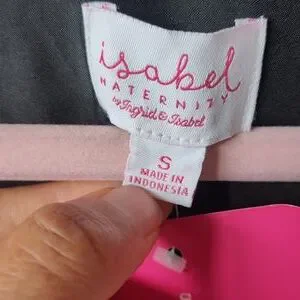 isabel
MATERNITY
by Ingrid & Isabel
S
MADE IN
INDONESIA